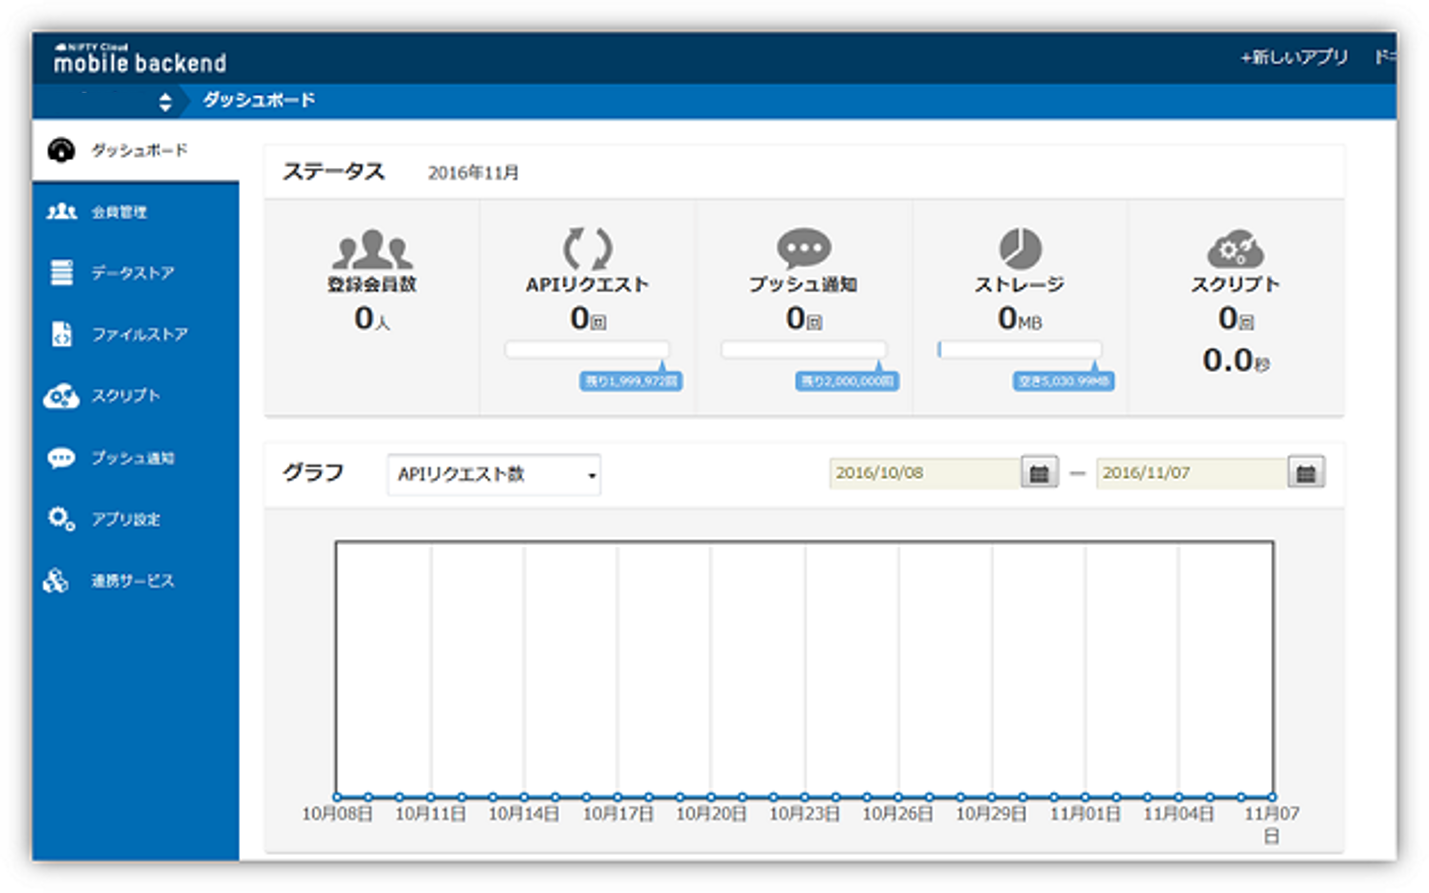 NIFTY Cloud
mobile backend
+新しいアプリ
ダッシュボード
ダッシュボード
会員管理
データストア
ファイルストア
スクリプト
プッシュ通知
アプリ設定
連携サービス
ステータス 2016年11月
登録会員数
0人
APIリクエスト
0回
残り1,999,972回
プッシュ通知
0回
残り2,000,000回
ストレージ
0MB
空き5,030.99MB
スクリプト
0回
0.0秒
グラフ APIリクエスト数 2016/10/08 — 2016/11/07
10月08日 10月11日 10月14日 10月17日 10月20日 10月23日 10月26日 10月29日 11月01日 11月04日 11月07日